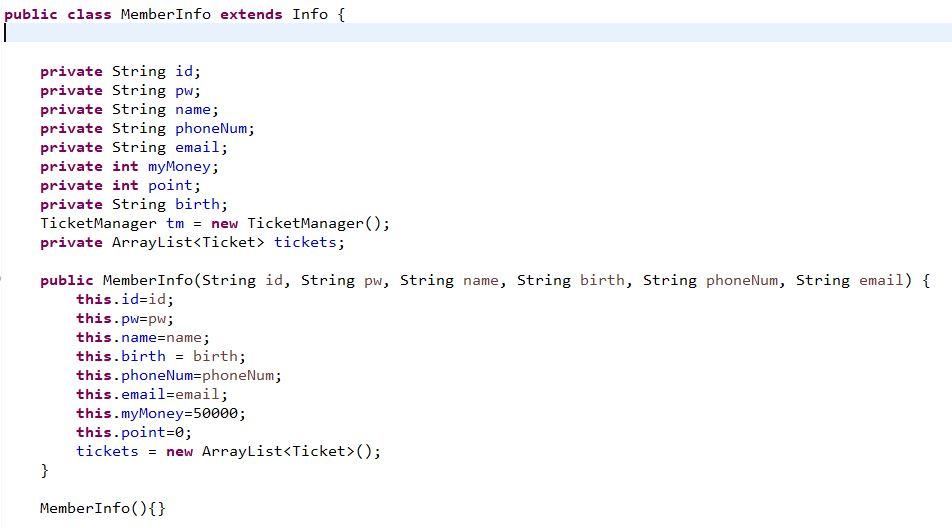 public class MemberInfo extends Info {
private String id;
private String pw;
private String name;
private String phoneNum;
private String email;
private int myMoney;
private int point;
private String birth;
TicketManager tm = new TicketManager();
private ArrayList<Ticket> tickets;
public MemberInfo(String id, String pw, String name, String birth, String phoneNum, String email) {
this.id=id;
this.pw=pw;
this.name=name;
this.birth = birth;
this.phoneNum=phoneNum;
this.email=email;
this.myMoney=50000;
this.point=0;
tickets = new ArrayList<Ticket>();
}
MemberInfo(){}